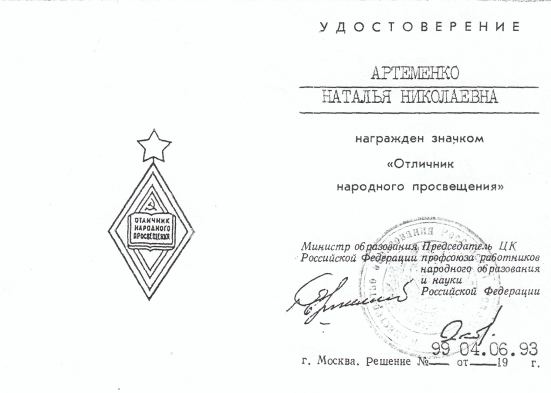 ОТЛИЧНИК
НАРОДНОГО
ПРОСВЕЩЕНИЯ
УДОСТОВЕРЕНИЕ
АРТЕМЕНКО
НАТАЛЬЯ НИКОЛАЕВНА
награжден значком
«Отличник
народного просвещения»
Министр образования Российской Федерации
Председатель ЦК профсоюза работников народного образования и науки Российской Федерации
99 04.06.93
г. Москва. Решение № от 19 г.